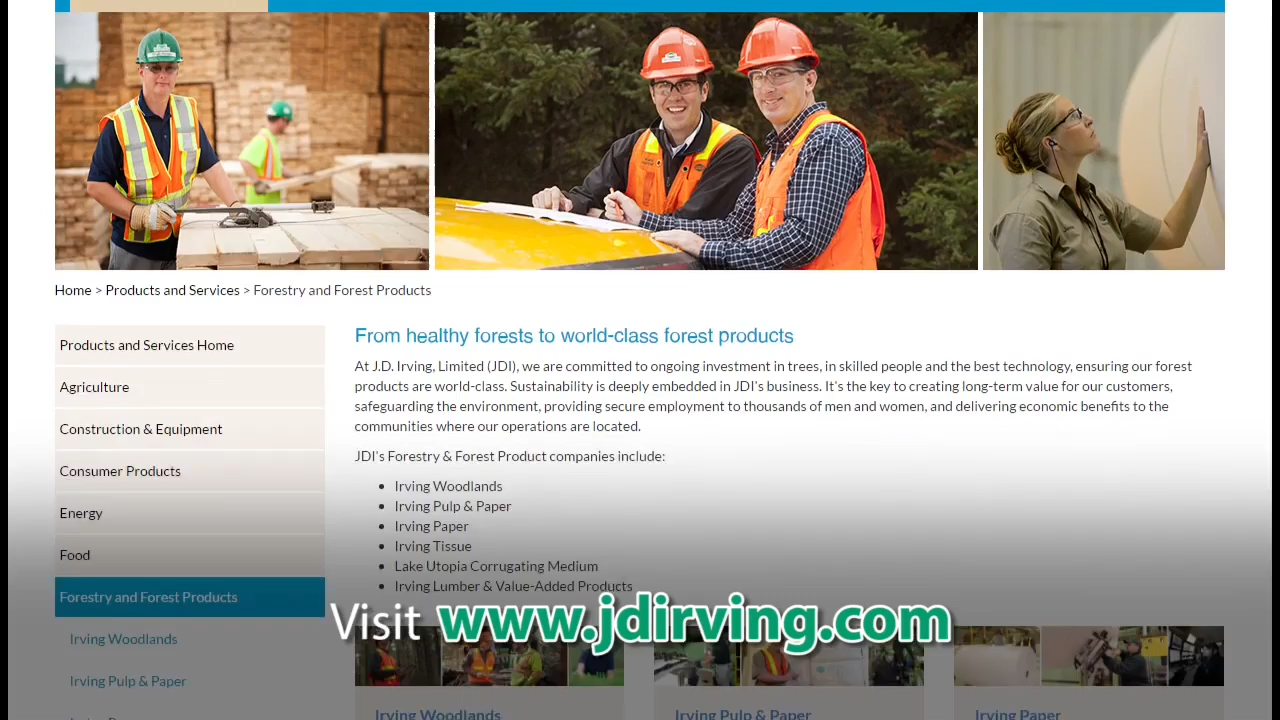 Home > Products and Services > Forestry and Forest Products
Products and Services Home
Agriculture
Construction & Equipment
Consumer Products
Energy
Food
Forestry and Forest Products
Irving Woodlands
Irving Pulp & Paper
From healthy forests to world-class forest products
At J.D. Irving, Limited (JDI), we are committed to ongoing investment in trees, in skilled people and the best technology, ensuring our forest
products are world-class. Sustainability is deeply embedded in JDI's business. It's the key to creating long-term value for our customers,
safeguarding the environment, providing secure employment to thousands of men and women, and delivering economic benefits to the
communities where our operations are located.
JDI's Forestry & Forest Product companies include:
Irving Woodlands
Irving Pulp & Paper
Irving Paper
Irving Tissue
Lake Utopia Corrugating Medium
Irving Lumber & Value-Added Products
Visit www.jdirving.com
Irving Woodlands
Irving Pulp & Paper
Irving Paper